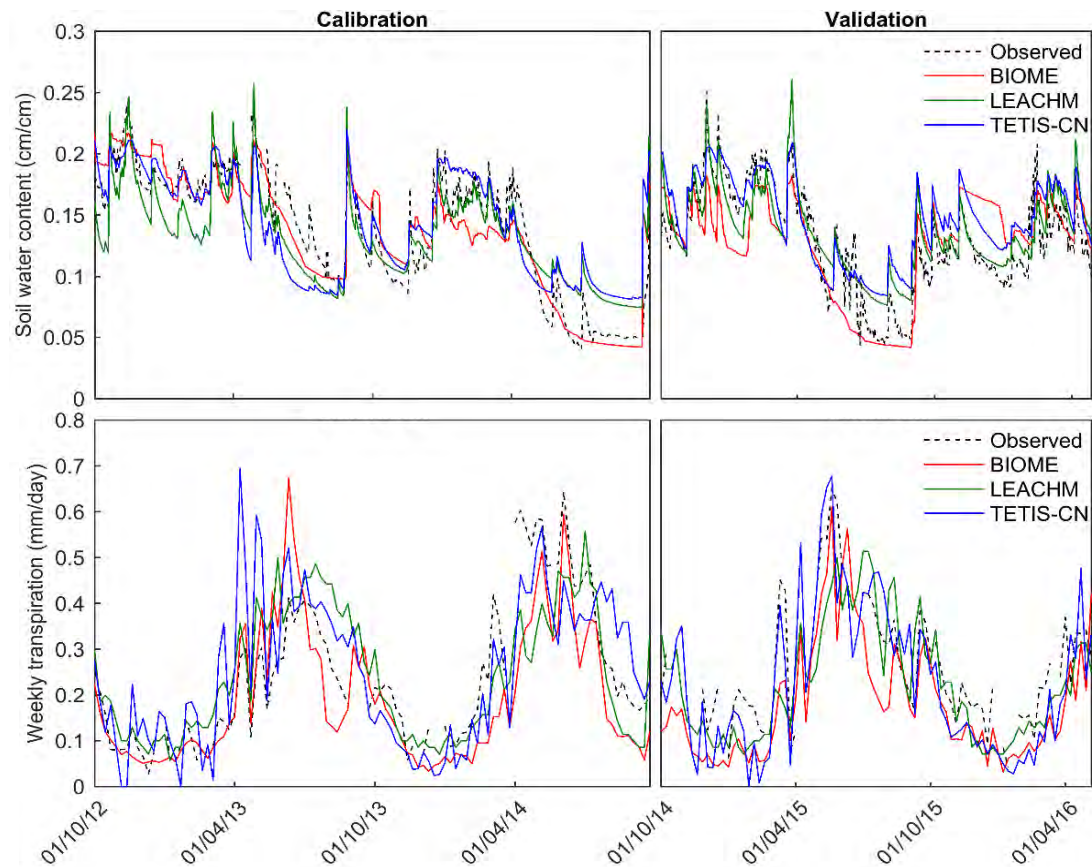 Calibration
Validation
Soil water content (cm/cm)
0.3
0.25
0.2
0.15
0.1
0.05
0
Observed
BIOME
LEACHM
TETIS-CN
Weekly transpiration (mm/day)
0.8
0.7
0.6
0.5
0.4
0.3
0.2
0.1
0
Observed
BIOME
LEACHM
TETIS-CN
01/10/12
01/04/13
01/10/13
01/04/14
01/10/14
01/04/15
01/10/15
01/04/16